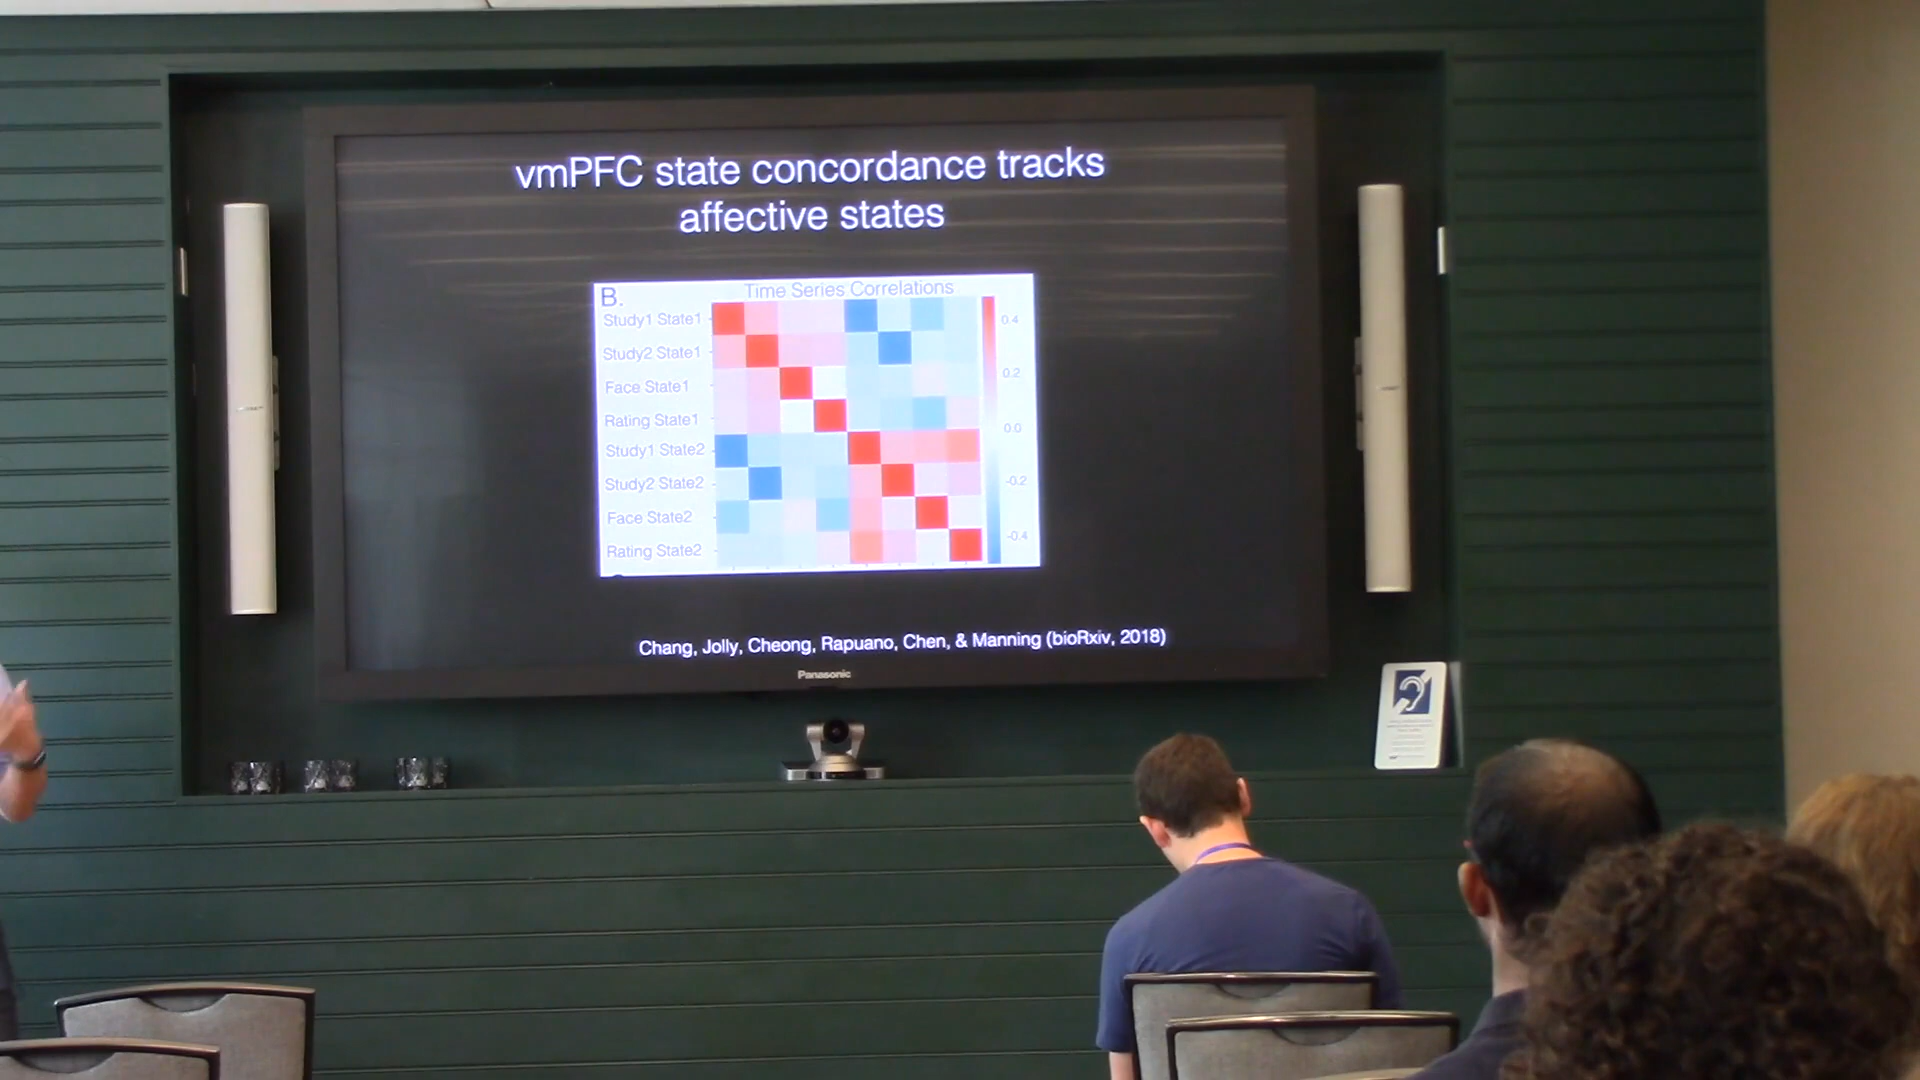 vmPFC state concordance tracks
affective states
B.
Time Series Correlations
Study1 State1
Study2 State1
Face State1
Rating State1
Study1 State2
Study2 State2
Face State2
Rating State2
0.4
0.2
0.0
-0.2
-0.4
Chang, Jolly, Cheong, Rapuano, Chen, & Manning (bioRxiv, 2018)
Panasonic